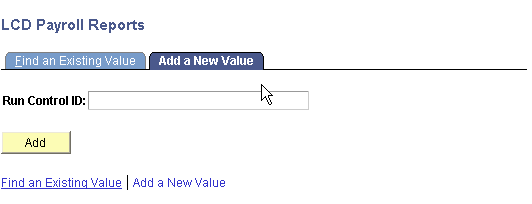 LCD Payroll Reports
Find an Existing Value Add a New Value
Run Control ID:
Add
Find an Existing Value | Add a New Value